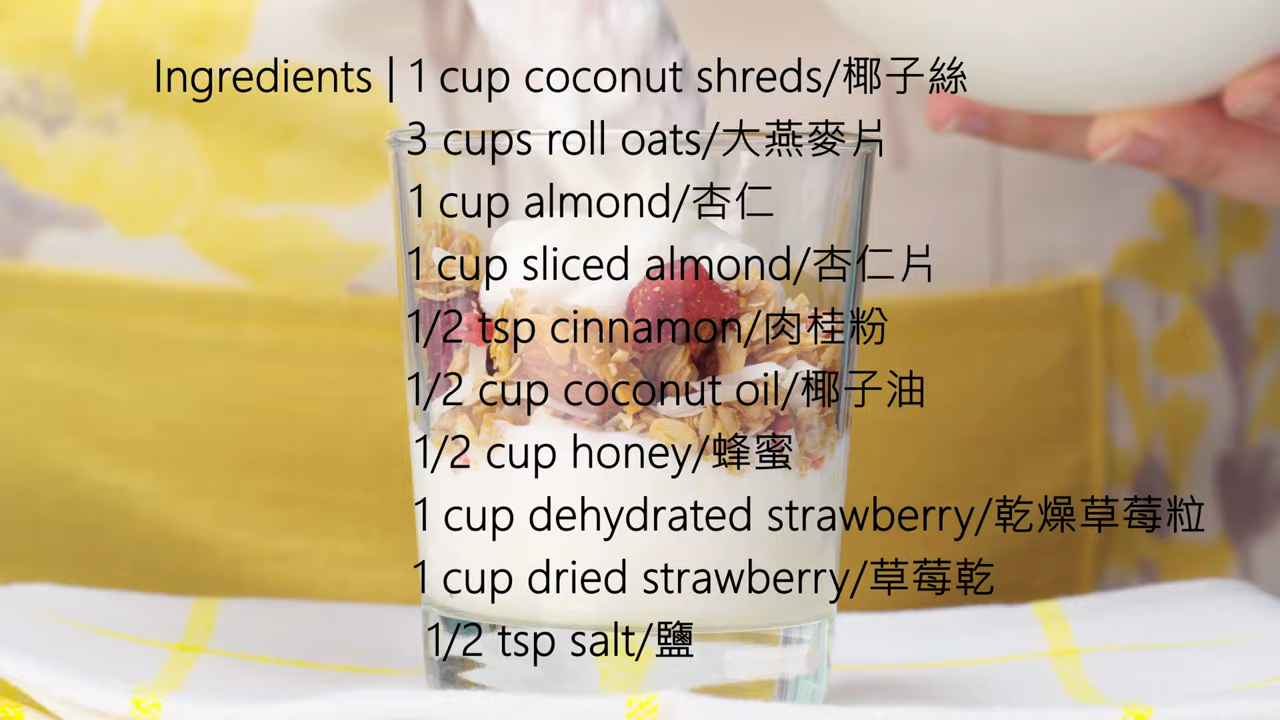 Ingredients | 1 cup coconut shreds/椰子絲
3 cups roll oats/大燕麥片
1 cup almond/杏仁
1 cup sliced almond/杏仁片
1/2 tsp cinnamon/肉桂粉
1/2 cup coconut oil/椰子油
1/2 cup honey/蜂蜜
1 cup dehydrated strawberry/乾燥草莓粒
1 cup dried strawberry/草莓乾
1/2 tsp salt/鹽